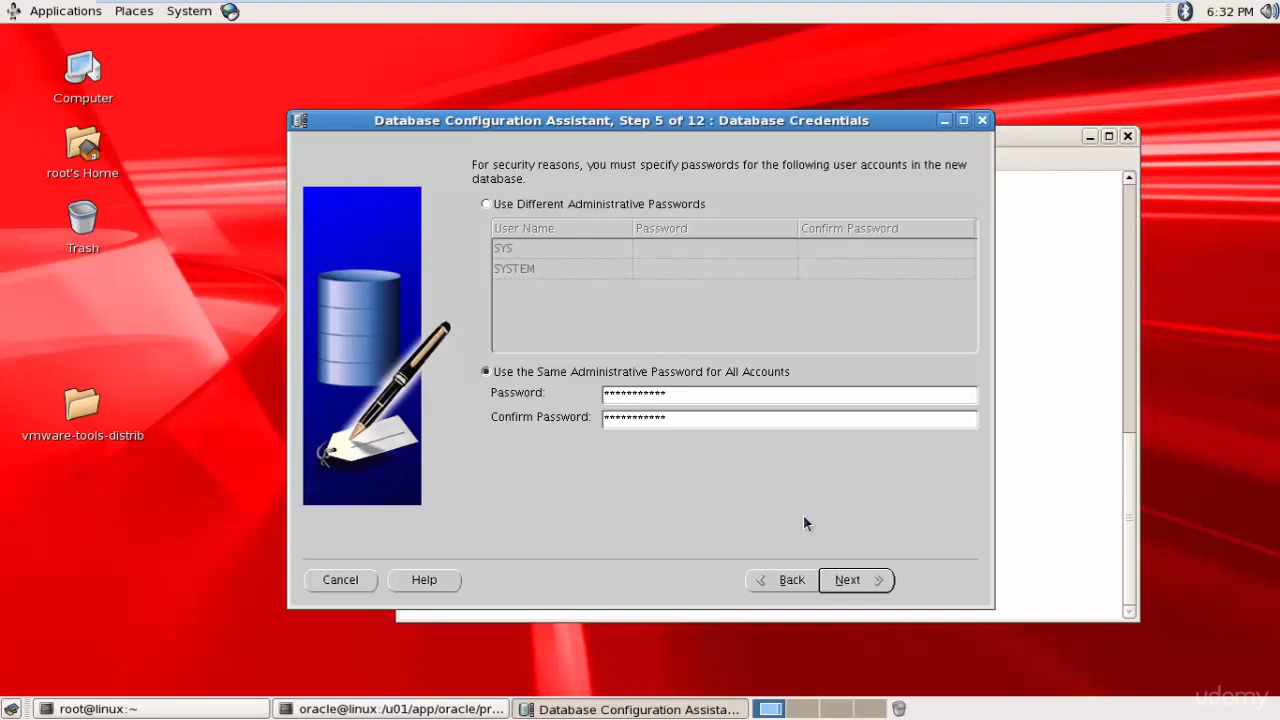 Applications Places System
6:32 PM
Computer
root's Home
Trash
vmware-tools-distrib
Database Configuration Assistant, Step 5 of 12 : Database Credentials
For security reasons, you must specify passwords for the following user accounts in the new
database.
Use Different Administrative Passwords
User Name Password Confirm Password
SYS
SYSTEM
Use the Same Administrative Password for All Accounts
Password: ***********
Confirm Password: ***********
Cancel Help Back Next
root@linux:~ oracle@linux:/u01/app/oracle/pr... Database Configuration Assista...
udemy